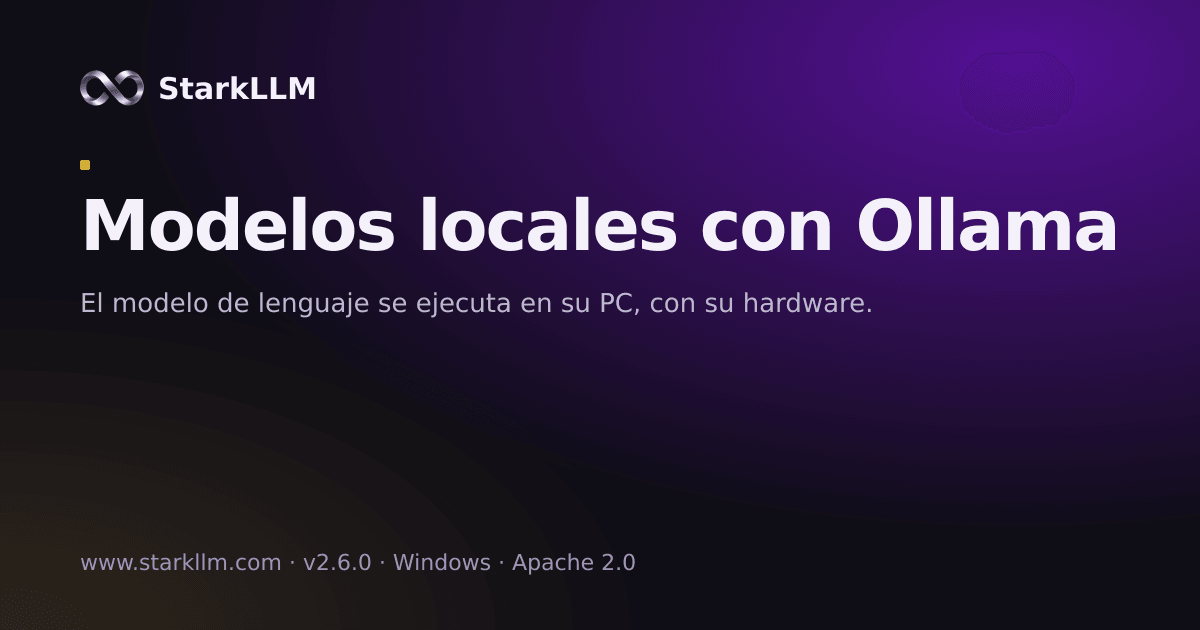 StarkLLM
Modelos locales con Ollama
El modelo de lenguaje se ejecuta en su PC, con su hardware.
www.starkllm.com · v2.6.0 · Windows · Apache 2.0